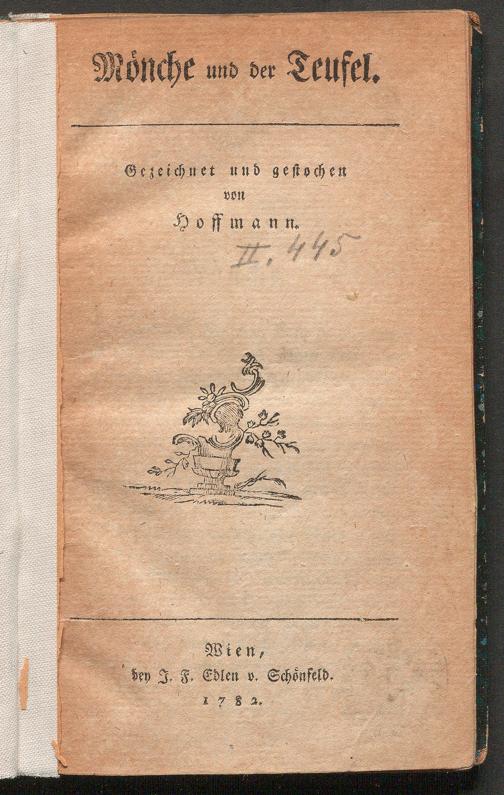 Mönche und der Teufel.
Gezeichnet und gestochen
von
Hoffmann.
II. 445
Wien,
bey J. F. Edlen v. Schönfeld.
1782.